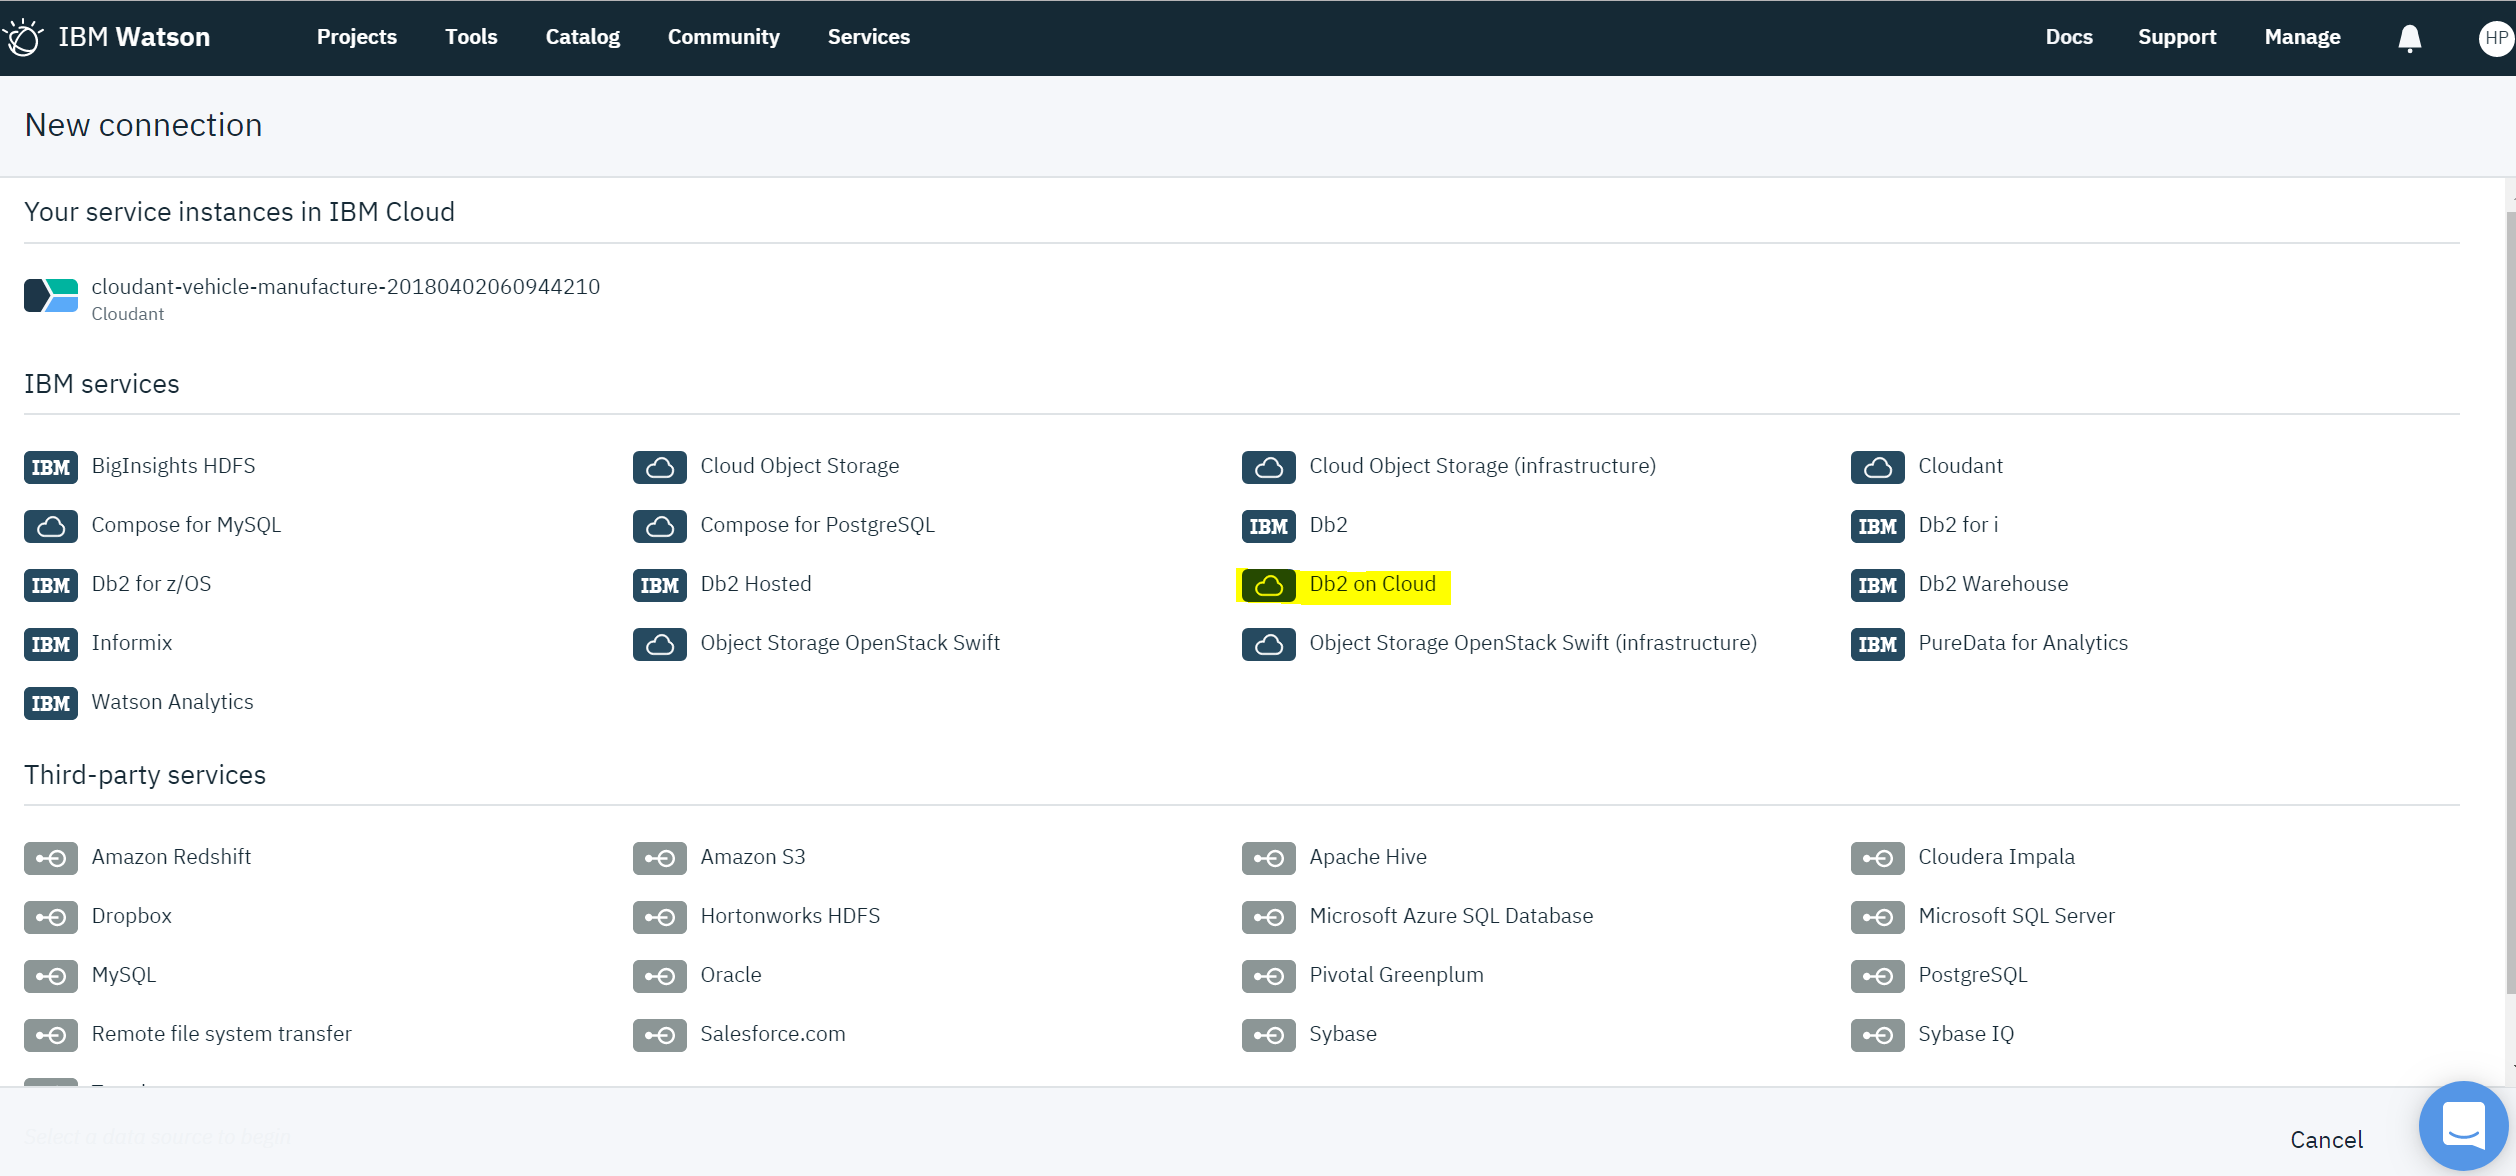 IBM Watson Projects Tools Catalog Community Services Docs Support Manage HP
New connection
Your service instances in IBM Cloud
cloudant-vehicle-manufacture-20180402060944210
Cloudant
IBM services
IBM BigInsights HDFS Cloud Object Storage Cloud Object Storage (infrastructure) Cloudant
Compose for MySQL Compose for PostgreSQL IBM Db2 IBM Db2 for i
IBM Db2 for z/OS IBM Db2 Hosted Db2 on Cloud IBM Db2 Warehouse
IBM Informix Object Storage OpenStack Swift Object Storage OpenStack Swift (infrastructure) IBM PureData for Analytics
IBM Watson Analytics
Third-party services
Amazon Redshift Amazon S3 Apache Hive Cloudera Impala
Dropbox Hortonworks HDFS Microsoft Azure SQL Database Microsoft SQL Server
MySQL Oracle Pivotal Greenplum PostgreSQL
Remote file system transfer Salesforce.com Sybase Sybase IQ
Select a data source to begin Cancel